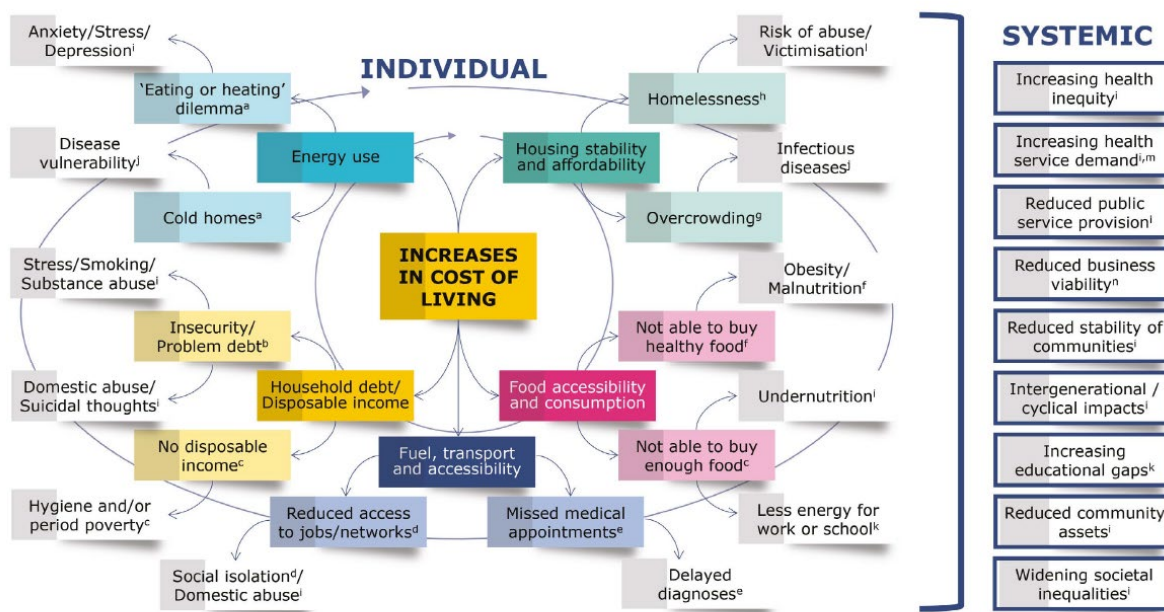 INDIVIDUAL
Anxiety/Stress/
Depressionⁱ
'Eating or heating'
dilemmaᵃ
Energy use
Disease
vulnerabilityʲ
Cold homesᵃ
Risk of abuse/
Victimisationˡ
Homelessnessʰ
Housing stability
and affordability
Infectious
diseasesʲ
Overcrowdingᵍ
INCREASES
IN COST OF
LIVING
Stress/Smoking/
Substance abuseⁱ
Insecurity/
Problem debtᵇ
Household debt/
Disposable income
Domestic abuse/
Suicidal thoughtsⁱ
No disposable
incomeᶜ
Hygiene and/or
period povertyᶜ
Obesity/
Malnutritionᶠ
Not able to buy
healthy foodᶠ
Food accessibility
and consumption
Undernutritionˡ
Not able to buy
enough foodᶜ
Less energy for
work or schoolᵏ
Fuel, transport
and accessibility
Reduced access
to jobs/networksᵈ
Missed medical
appointmentsᵉ
Social isolationᵈ/
Domestic abuseⁱ
Delayed
diagnosesᵉ
SYSTEMIC
Increasing health
inequityⁱ
Increasing health
service demandⁱ,ᵐ
Reduced public
service provisionⁱ
Reduced business
viabilityⁿ
Reduced stability of
communitiesⁱ
Intergenerational /
cyclical impactsⁱ
Increasing
educational gapsᵏ
Reduced community
assetsⁱ
Widening societal
inequalitiesⁱ